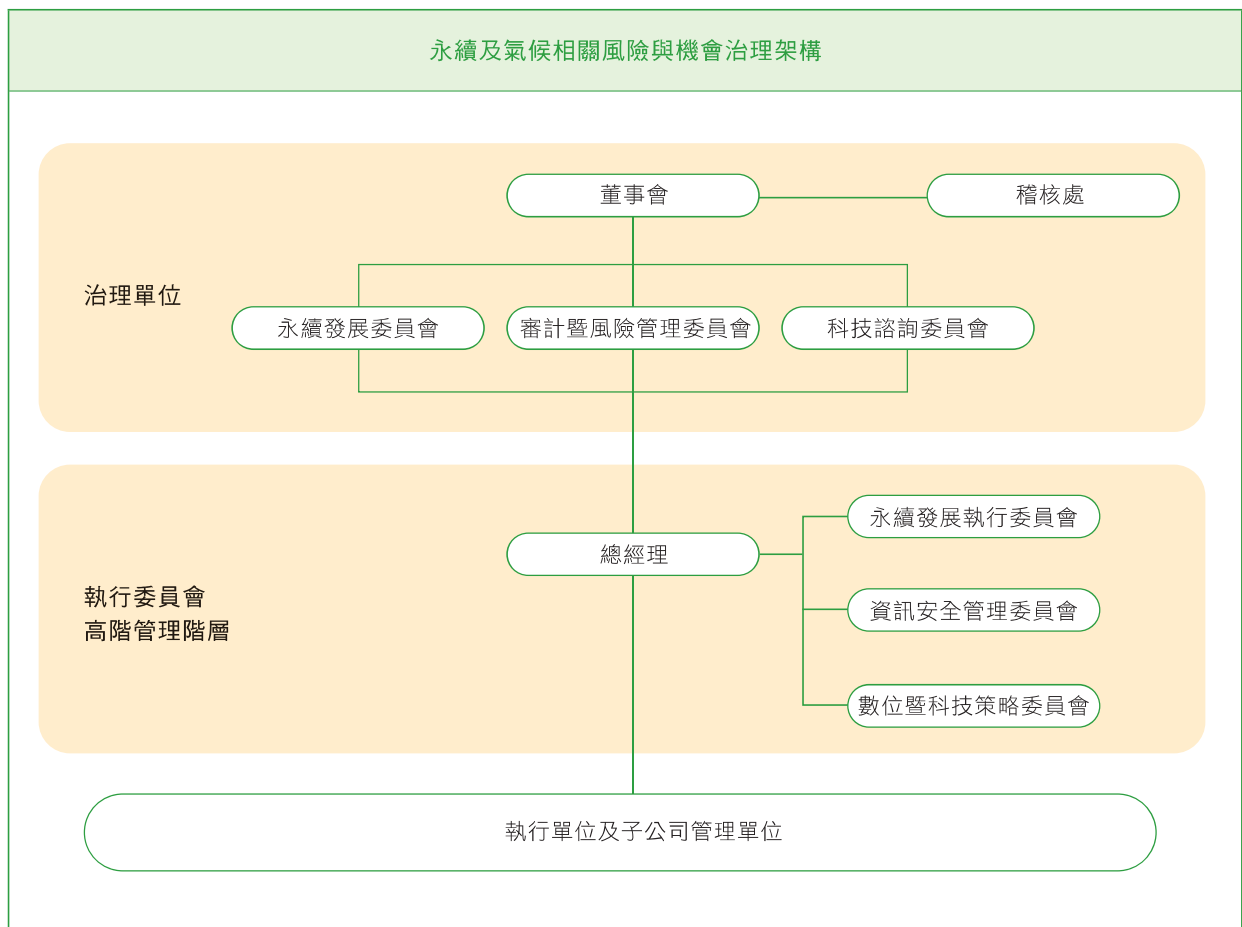 永續及氣候相關風險與機會治理架構
董事會
稽核處
治理單位
永續發展委員會
審計暨風險管理委員會
科技諮詢委員會
總經理
永續發展執行委員會
執行委員會
高階管理階層
資訊安全管理委員會
數位暨科技策略委員會
執行單位及子公司管理單位